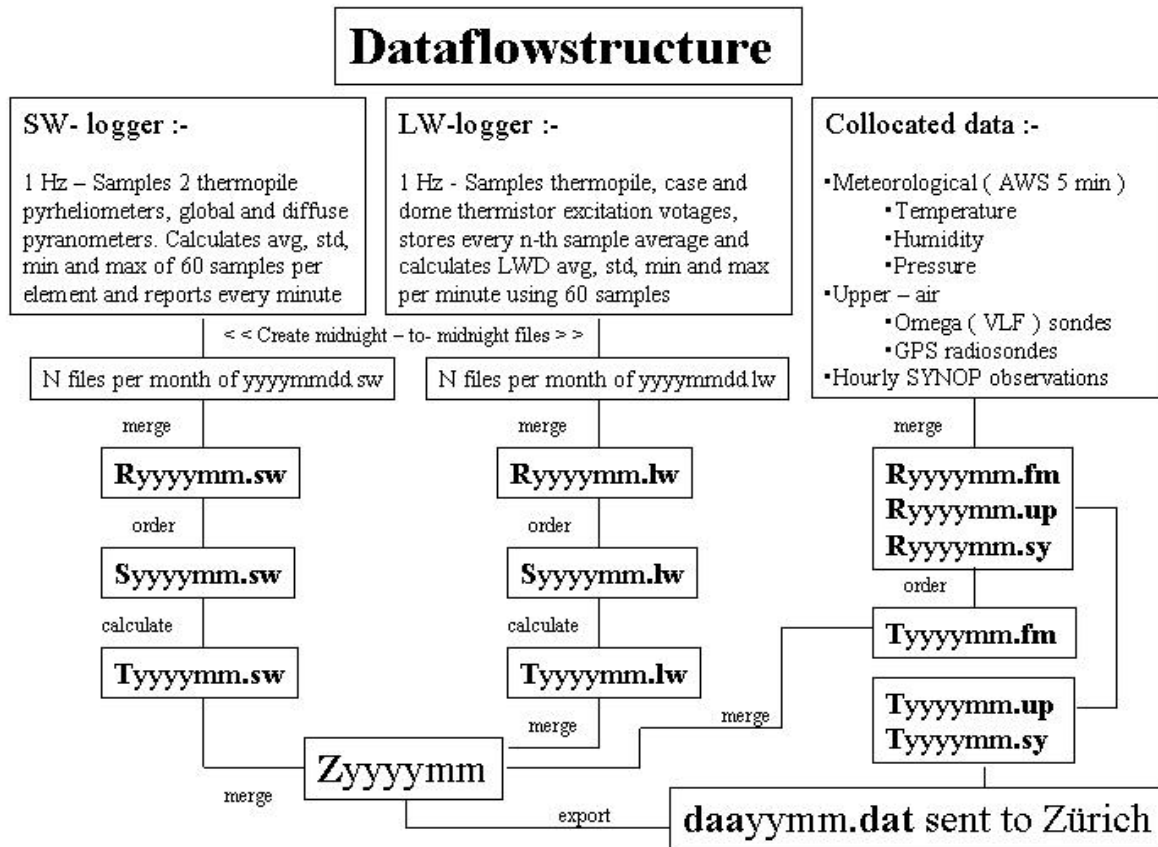 Dataflowstructure
SW- logger :-
1 Hz – Samples 2 thermopile
pyrheliometers, global and diffuse
pyranometers. Calculates avg, std,
min and max of 60 samples per
element and reports every minute
LW-logger :-
1 Hz - Samples thermopile, case and
dome thermistor excitation votages,
stores every n-th sample average and
calculates LWD avg, std, min and max
per minute using 60 samples
Collocated data :-
▪Meteorological ( AWS 5 min )
▪Temperature
▪Humidity
▪Pressure
▪Upper – air
▪Omega ( VLF ) sondes
▪GPS radiosondes
▪Hourly SYNOP observations
< < Create midnight – to- midnight files > >
N files per month of yyyymmdd.sw
N files per month of yyyymmdd.lw
merge
merge
merge
Ryyyymm.sw
Ryyyymm.lw
Ryyyymm.fm
Ryyyymm.up
Ryyyymm.sy
order
order
order
Syyyymm.sw
Syyyymm.lw
calculate
calculate
Tyyyymm.fm
Tyyyymm.sw
Tyyyymm.lw
Tyyyymm.up
Tyyyymm.sy
merge
merge
Zyyyymm
merge
export
daayymm.dat sent to Zürich